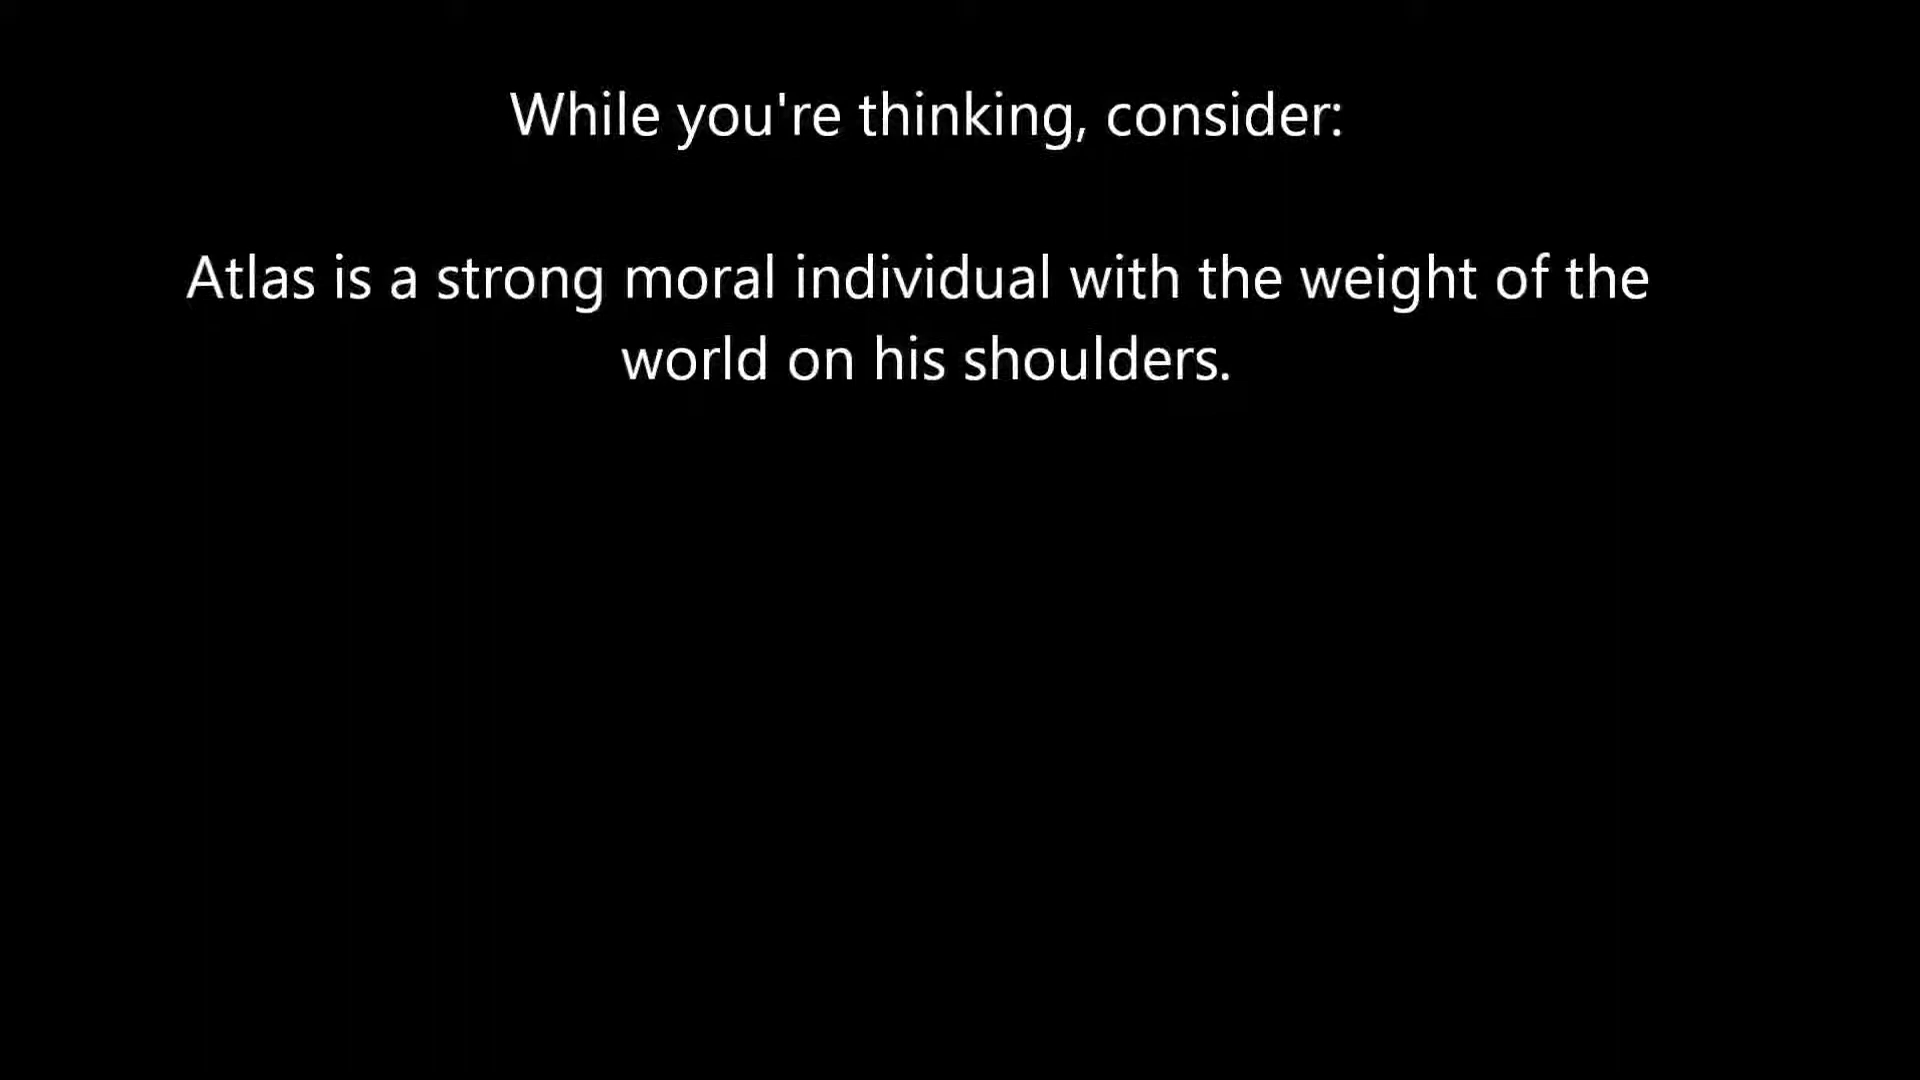 While you're thinking, consider:
Atlas is a strong moral individual with the weight of the
world on his shoulders.